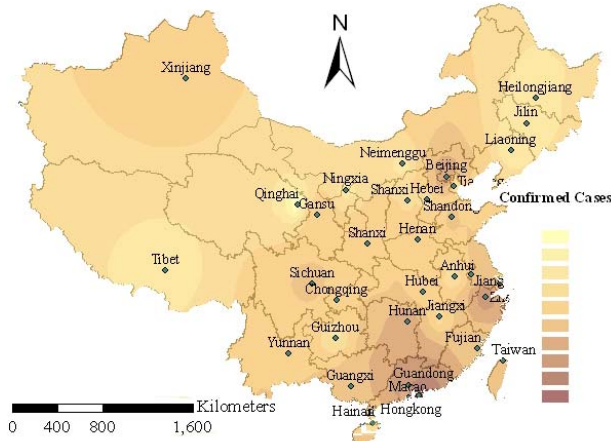 N
Xinjiang
Heilongjiang
Jilin
Liaoning
Neimenggu
Beijing
Ningxia
Shanxi
Hebei
Qinghai
Gansu
Shandon
Confirmed Cases
Shanxi
Henan
Tibet
Anhui
Jiang
Sichuan
Chongqing
Hubei
Jiangxi
Hunan
Guizhou
Fujian
Taiwan
Yunnan
Guangxi
Guandong
Macao
Hainan
Hongkong
Kilometers
0 400 800 1,600